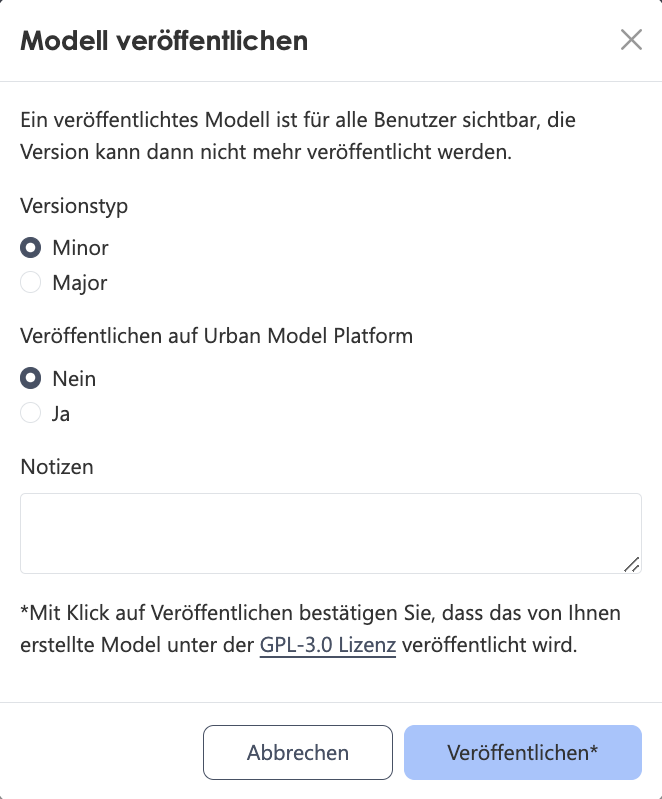 Modell veröffentlichen
Ein veröffentlichtes Modell ist für alle Benutzer sichtbar, die
Version kann dann nicht mehr veröffentlicht werden.
Versionstyp
Minor
Major
Veröffentlichen auf Urban Model Platform
Nein
Ja
Notizen
*Mit Klick auf Veröffentlichen bestätigen Sie, dass das von Ihnen
erstellte Model unter der GPL-3.0 Lizenz veröffentlicht wird.
Abbrechen
Veröffentlichen*